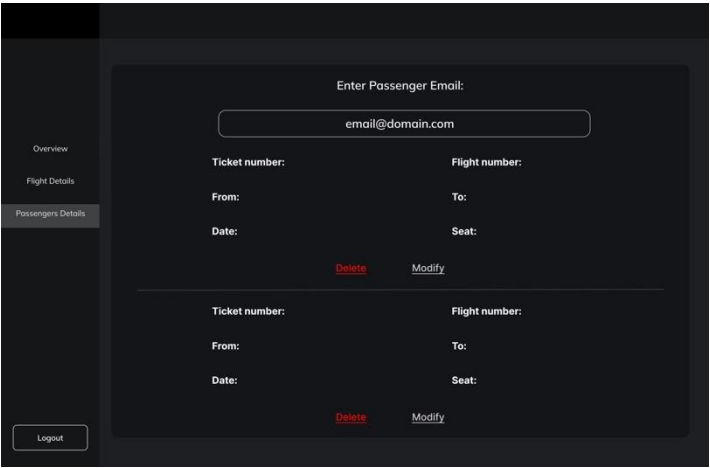 Enter Passenger Email:
email@domain.com
Overview
Flight Details
Passengers Details
Ticket number: Flight number:
From: To:
Date: Seat:
Delete Modify
Ticket number: Flight number:
From: To:
Date: Seat:
Delete Modify
Logout